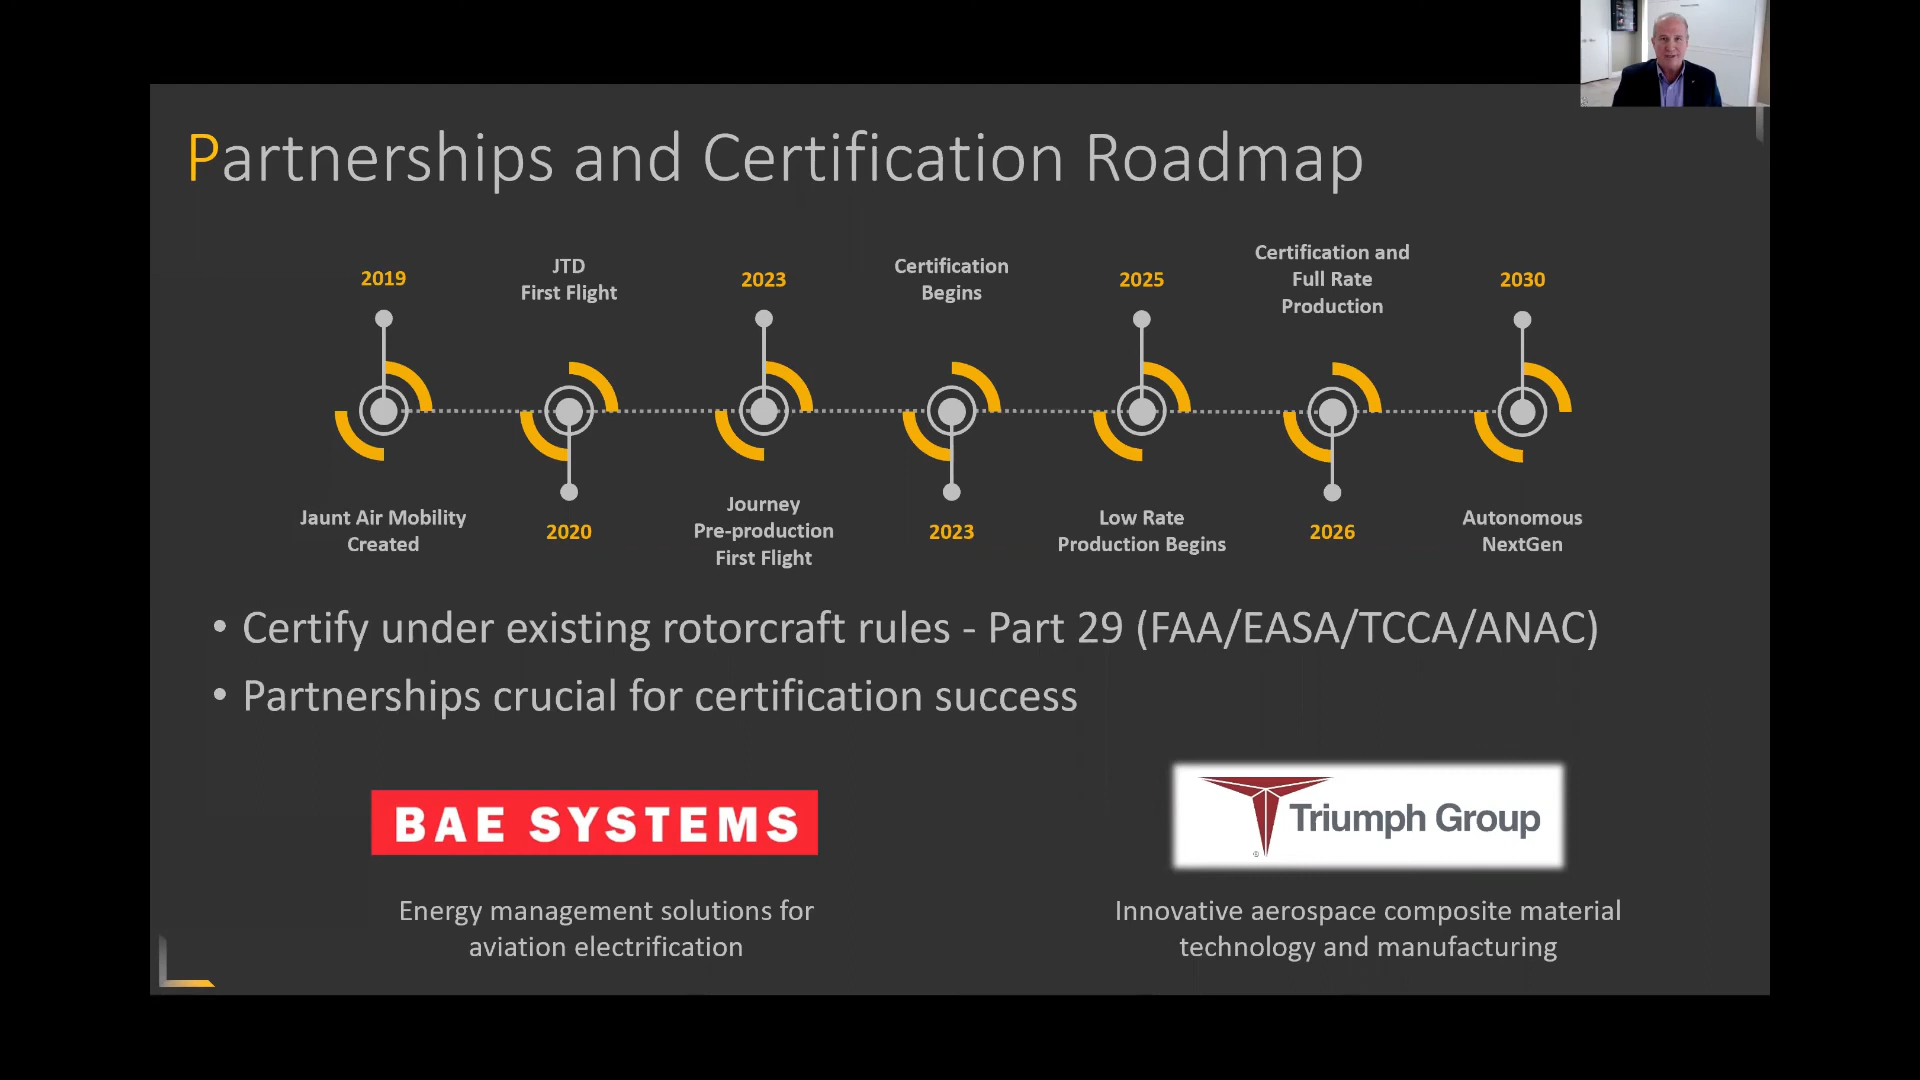 Partnerships and Certification Roadmap
2019
Jaunt Air Mobility
Created
JTD
First Flight
2020
2023
Journey
Pre-production
First Flight
Certification
Begins
2023
2025
Low Rate
Production Begins
Certification and
Full Rate
Production
2026
2030
Autonomous
NextGen
• Certify under existing rotorcraft rules - Part 29 (FAA/EASA/TCCA/ANAC)
• Partnerships crucial for certification success
BAE SYSTEMS
Energy management solutions for
aviation electrification
Triumph Group
®
Innovative aerospace composite material
technology and manufacturing